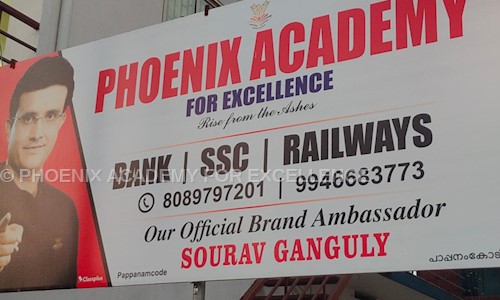 PHOENIX ACADEMY
FOR EXCELLENCE
Rise from the Ashes
BANK | SSC | RAILWAYS
8089797201 | 9946683773
© PHOENIX ACADEMY FOR EXCELLENCE
Our Official Brand Ambassador
SOURAV GANGULY
Classplus
Pappanamcode
പാപ്പനംകോട്